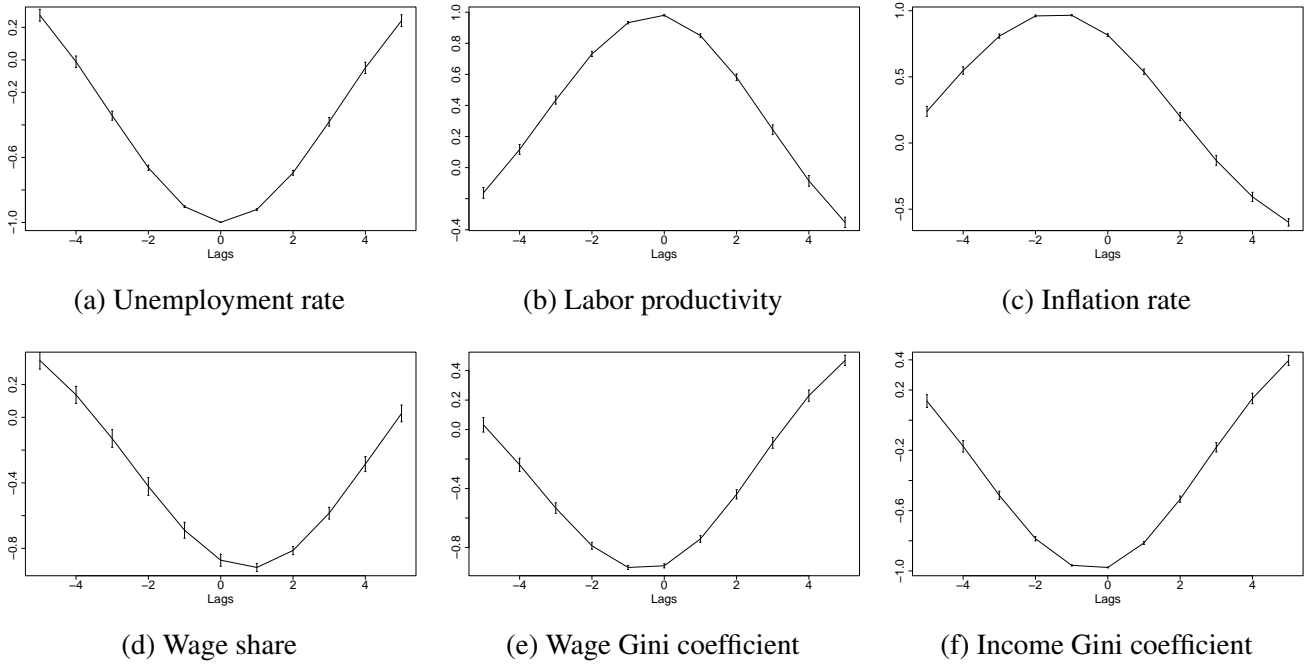 0.2
0.0
−0.2
−0.6
−1.0
−4 −2 0 2 4
Lags
(a) Unemployment rate
1.0
0.8
0.6
0.4
0.2
0.0
−0.4
−4 −2 0 2 4
Lags
(b) Labor productivity
1.0
0.5
0.0
−0.5
−4 −2 0 2 4
Lags
(c) Inflation rate
0.2
0.0
−0.4
−0.8
−4 −2 0 2 4
Lags
(d) Wage share
0.4
0.2
0.0
−0.4
−0.8
−4 −2 0 2 4
Lags
(e) Wage Gini coefficient
0.4
0.2
−0.2
−0.6
−1.0
−4 −2 0 2 4
Lags
(f) Income Gini coefficient